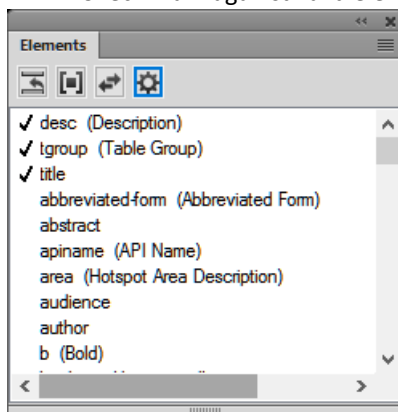 Elements
✓ desc (Description)
✓ tgroup (Table Group)
✓ title
abbreviated-form (Abbreviated Form)
abstract
apiname (API Name)
area (Hotspot Area Description)
audience
author
b (Bold)